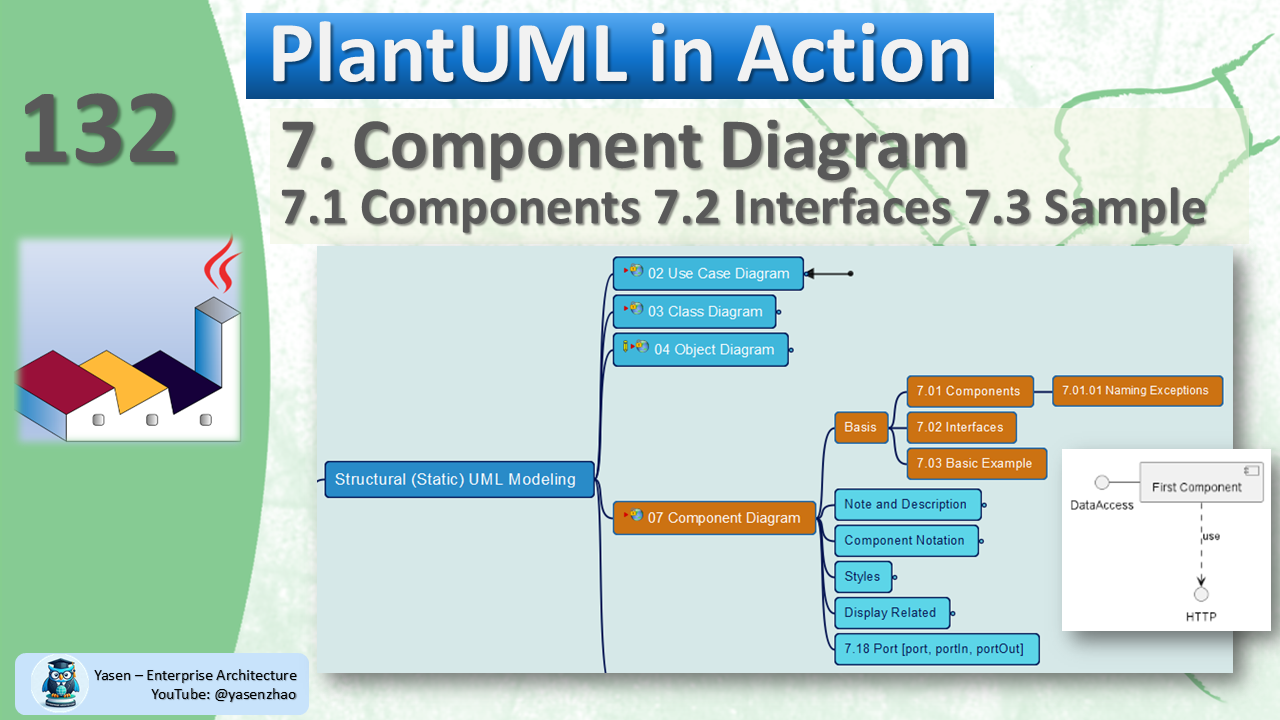 PlantUML in Action
132
7. Component Diagram
7.1 Components 7.2 Interfaces 7.3 Sample
02 Use Case Diagram
03 Class Diagram
04 Object Diagram
Structural (Static) UML Modeling
07 Component Diagram
Basis
7.01 Components
7.01.01 Naming Exceptions
7.02 Interfaces
7.03 Basic Example
Note and Description
Component Notation
Styles
Display Related
7.18 Port [port, portIn, portOut]
First Component
DataAccess
use
HTTP
Yasen – Enterprise Architecture
YouTube: @yasenzhao